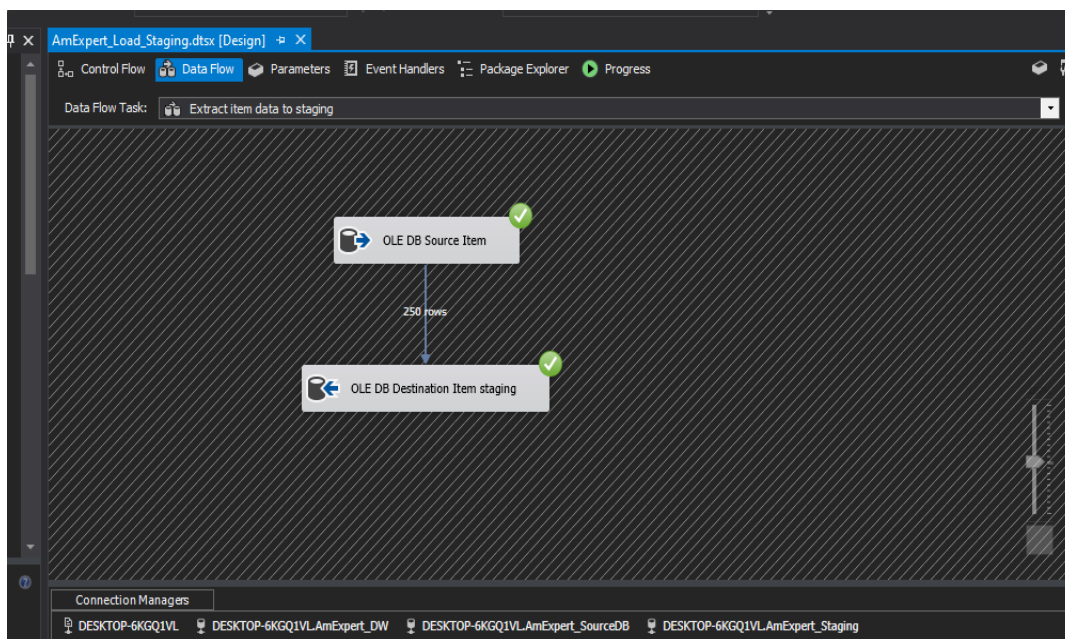 AmExpert_Load_Staging.dtsx [Design]
Control Flow Data Flow Parameters Event Handlers Package Explorer Progress
Data Flow Task: Extract item data to staging
OLE DB Source Item
250 rows
OLE DB Destination Item staging
Connection Managers
DESKTOP-6KGQ1VL DESKTOP-6KGQ1VL.AmExpert_DW DESKTOP-6KGQ1VL.AmExpert_SourceDB DESKTOP-6KGQ1VL.AmExpert_Staging